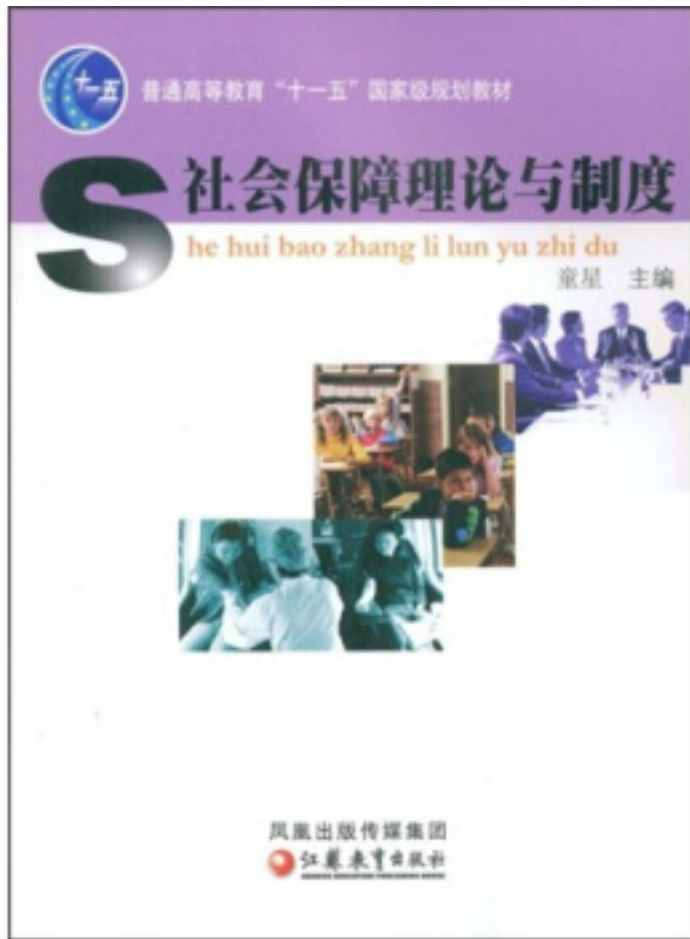 十一五
普通高等教育“十一五”国家级规划教材
社会保障理论与制度
She hui bao zhang li lun yu zhi du
童星 主编
凤凰出版传媒集团
江苏教育出版社